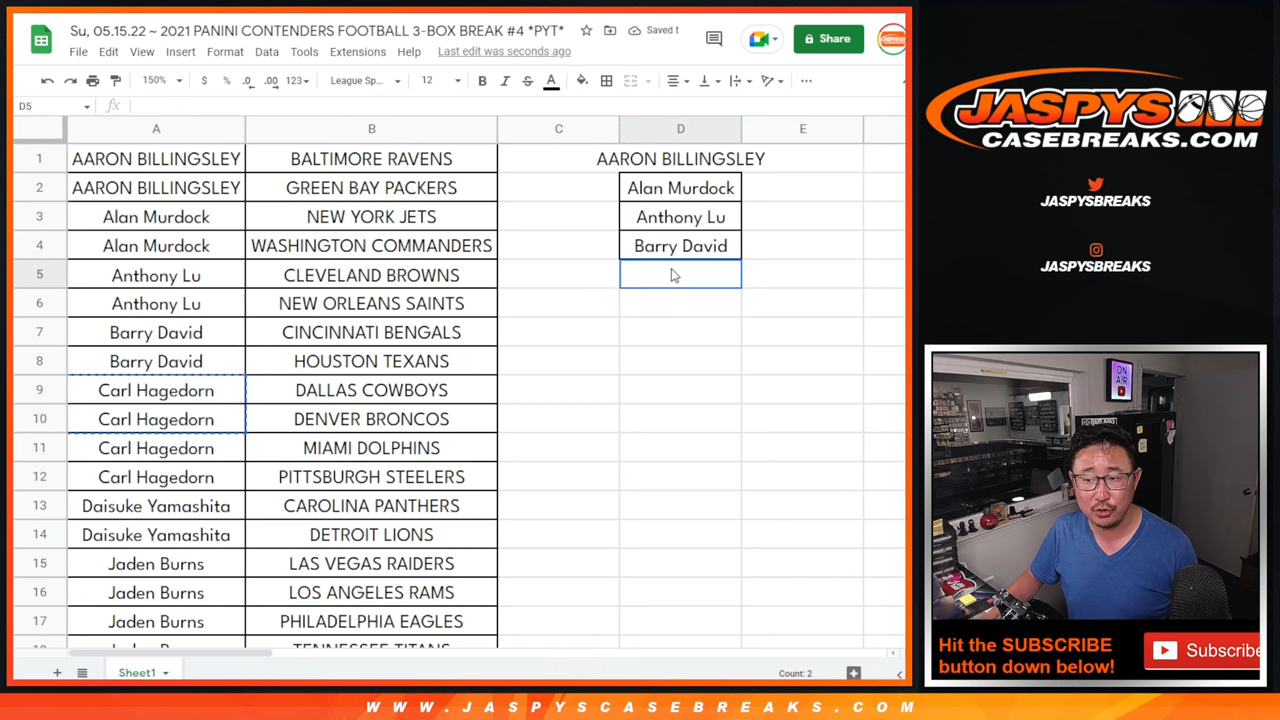 Su, 05.15.22 ~ 2021 PANINI CONTENDERS FOOTBALL 3-BOX BREAK #4 *PYT*
Saved t
File Edit View Insert Format Data Tools Extensions Help Last edit was seconds ago
Share
150% $ % .0 .00 123 League Sp... 12 B I S A
D5 fx
A B C D E
1 AARON BILLINGSLEY BALTIMORE RAVENS AARON BILLINGSLEY
2 AARON BILLINGSLEY GREEN BAY PACKERS Alan Murdock
3 Alan Murdock NEW YORK JETS Anthony Lu
4 Alan Murdock WASHINGTON COMMANDERS Barry David
5 Anthony Lu CLEVELAND BROWNS
6 Anthony Lu NEW ORLEANS SAINTS
7 Barry David CINCINNATI BENGALS
8 Barry David HOUSTON TEXANS
9 Carl Hagedorn DALLAS COWBOYS
10 Carl Hagedorn DENVER BRONCOS
11 Carl Hagedorn MIAMI DOLPHINS
12 Carl Hagedorn PITTSBURGH STEELERS
13 Daisuke Yamashita CAROLINA PANTHERS
14 Daisuke Yamashita DETROIT LIONS
15 Jaden Burns LAS VEGAS RAIDERS
16 Jaden Burns LOS ANGELES RAMS
17 Jaden Burns PHILADELPHIA EAGLES
TENNESSEE TITANS
Sheet1
Count: 2
JASPYS
CASEBREAKS.COM
JASPYSBREAKS
JASPYSBREAKS
ON AIR
Hit the SUBSCRIBE
button down below!
Subscribe
WWW.JASPYSCASEBREAKS.COM